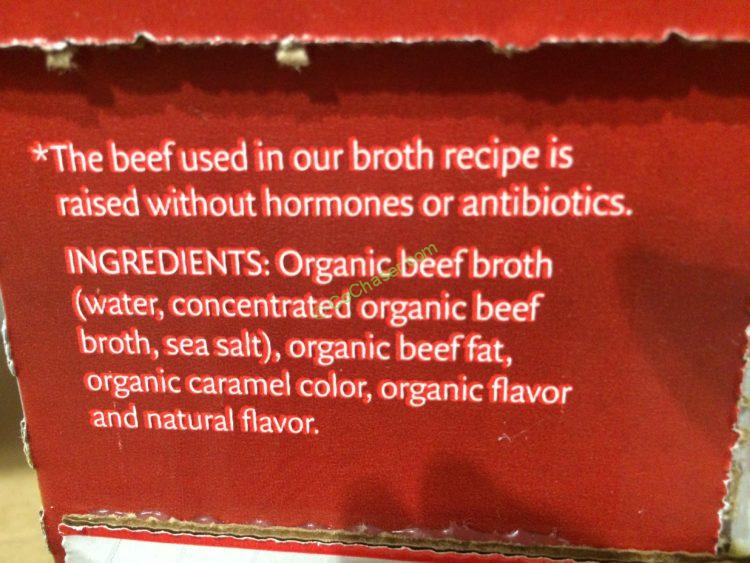 *The beef used in our broth recipe is
raised without hormones or antibiotics.
INGREDIENTS: Organic beef broth
(water, concentrated organic beef
broth, sea salt), organic beef fat,
organic caramel color, organic flavor
and natural flavor.